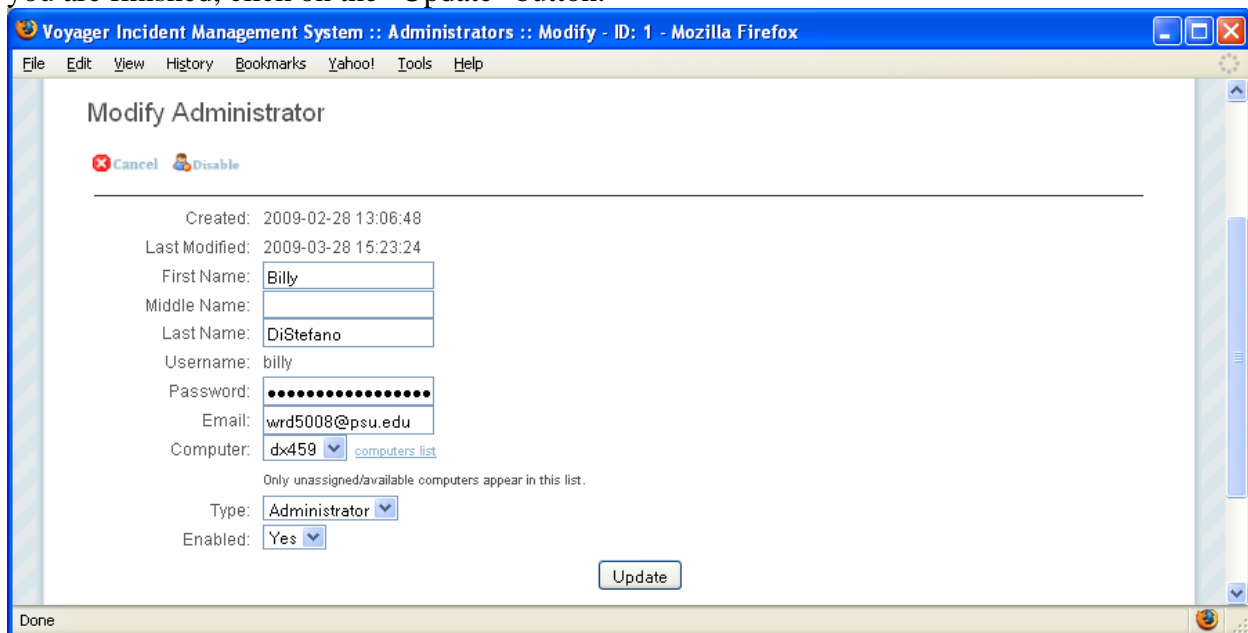 you are finished, click on the "Update" button.
Voyager Incident Management System :: Administrators :: Modify - ID: 1 - Mozilla Firefox
File Edit View History Bookmarks Yahoo! Tools Help
Modify Administrator
Cancel Disable
Created: 2009-02-28 13:06:48
Last Modified: 2009-03-28 15:23:24
First Name: Billy
Middle Name:
Last Name: DiStefano
Username: billy
Password: •••••••••••••••••
Email: wrd5008@psu.edu
Computer: dx459 computers list
Only unassigned/available computers appear in this list.
Type: Administrator
Enabled: Yes
Update
Done